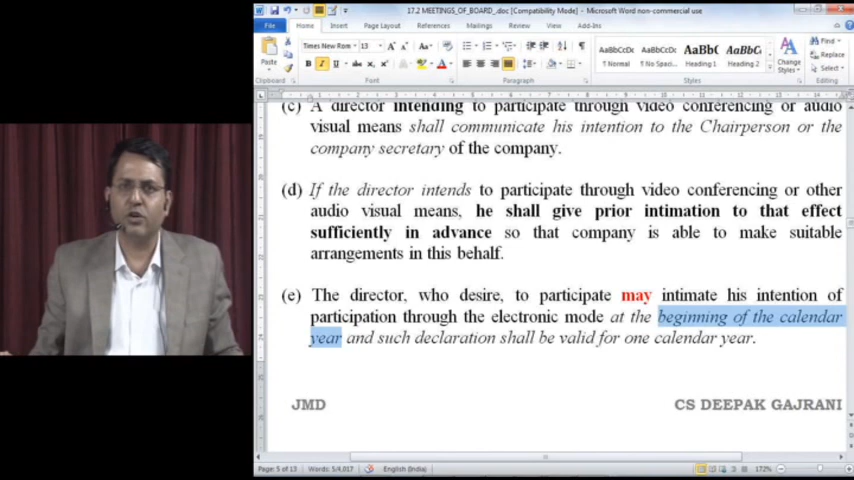 17.2 MEETINGS_OF_BOARD_.doc [Compatibility Mode] - Microsoft Word non-commercial use
File Home Insert Page Layout References Mailings Review View Add-Ins
Times New Rom 13
Paste
Clipboard Font Paragraph Styles Editing
AaBbCcDc AaBbCcDc AaBbC AaBbCc
¶ Normal ¶ No Spaci... Heading 1 Heading 2
Change Styles
Find
Replace
Select
(c) A director intending to participate through video conferencing or audio
visual means shall communicate his intention to the Chairperson or the
company secretary of the company.
(d) If the director intends to participate through video conferencing or other
audio visual means, he shall give prior intimation to that effect
sufficiently in advance so that company is able to make suitable
arrangements in this behalf.
(e) The director, who desire, to participate may intimate his intention of
participation through the electronic mode at the beginning of the calendar
year and such declaration shall be valid for one calendar year.
JMD CS DEEPAK GAJRANI
Page: 5 of 13 Words: 5/4,017 English (India) 172%